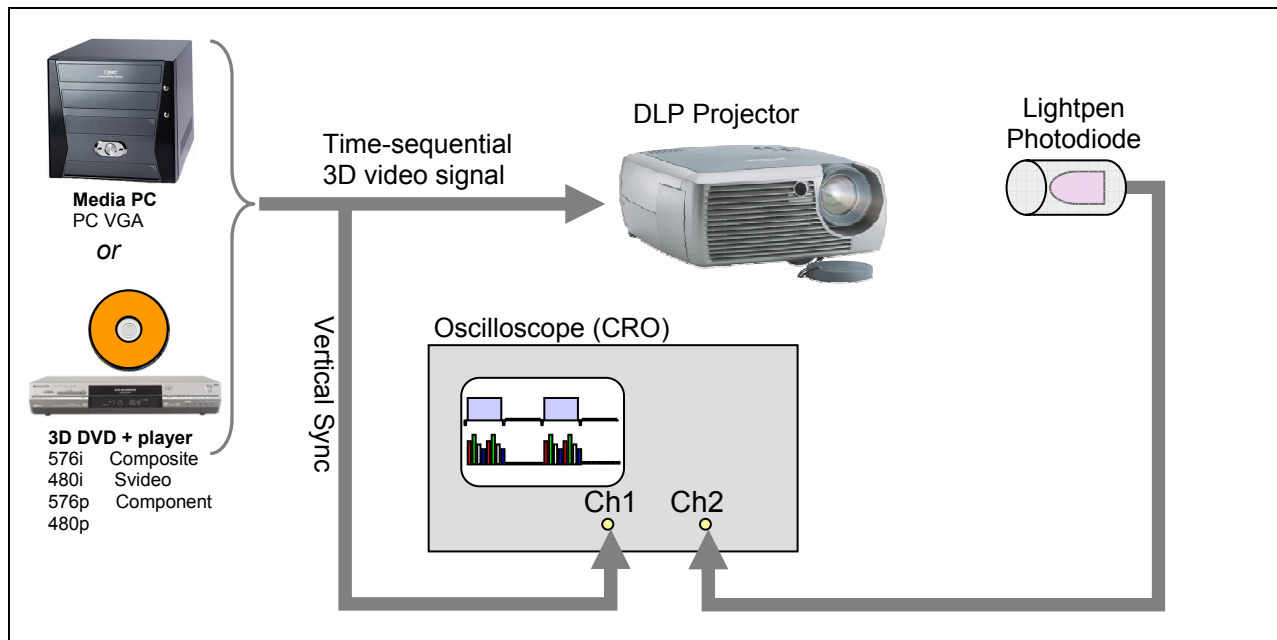 Media PC
PC VGA
or
3D DVD + player
576i Composite
480i Svideo
576p Component
480p
Time-sequential
3D video signal
Vertical Sync
DLP Projector
Lightpen
Photodiode
Oscilloscope (CRO)
Ch1 Ch2